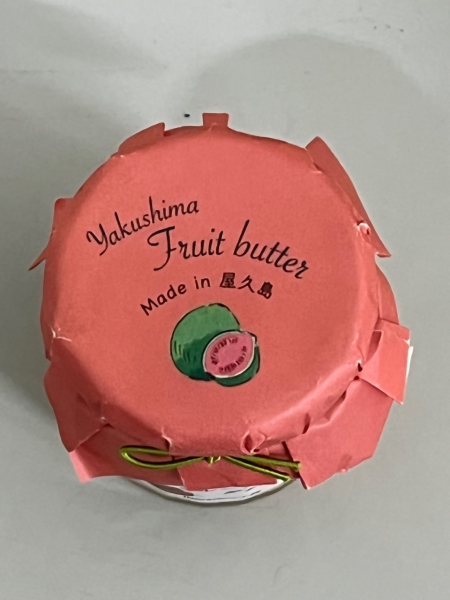 Yakushima
Fruit butter
Made in 屋久島